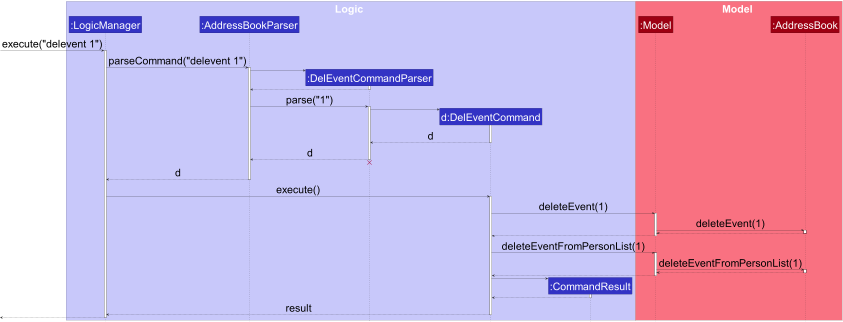 Logic
Model
:LogicManager
:AddressBookParser
:Model
:AddressBook
execute("delevent 1")
parseCommand("delevent 1")
:DelEventCommandParser
parse("1")
d:DelEventCommand
d
d
d
execute()
deleteEvent(1)
deleteEvent(1)
deleteEventFromPersonList(1)
deleteEventFromPersonList(1)
:CommandResult
result